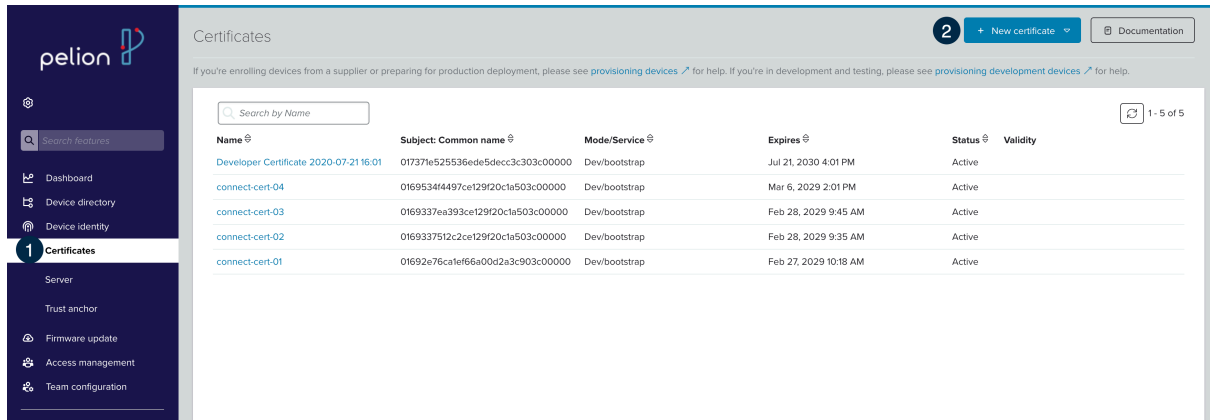 pelion
Search features
Dashboard
Device directory
Device identity
1 Certificates
Server
Trust anchor
Firmware update
Access management
Team configuration
Certificates
2 + New certificate
Documentation
If you're enrolling devices from a supplier or preparing for production deployment, please see provisioning devices ↗ for help. If you're in development and testing, please see provisioning development devices ↗ for help.
Search by Name
1 - 5 of 5
Name Subject: Common name Mode/Service Expires Status Validity
Developer Certificate 2020-07-21 16:01 017371e525536ede5decc3c303c00000 Dev/bootstrap Jul 21, 2030 4:01 PM Active
connect-cert-04 0169534f4497ce129f20c1a503c00000 Dev/bootstrap Mar 6, 2029 2:01 PM Active
connect-cert-03 0169337ea393ce129f20c1a503c00000 Dev/bootstrap Feb 28, 2029 9:45 AM Active
connect-cert-02 0169337512c2ce129f20c1a503c00000 Dev/bootstrap Feb 28, 2029 9:35 AM Active
connect-cert-01 01692e76ca1ef66a00d2a3c903c00000 Dev/bootstrap Feb 27, 2029 10:18 AM Active